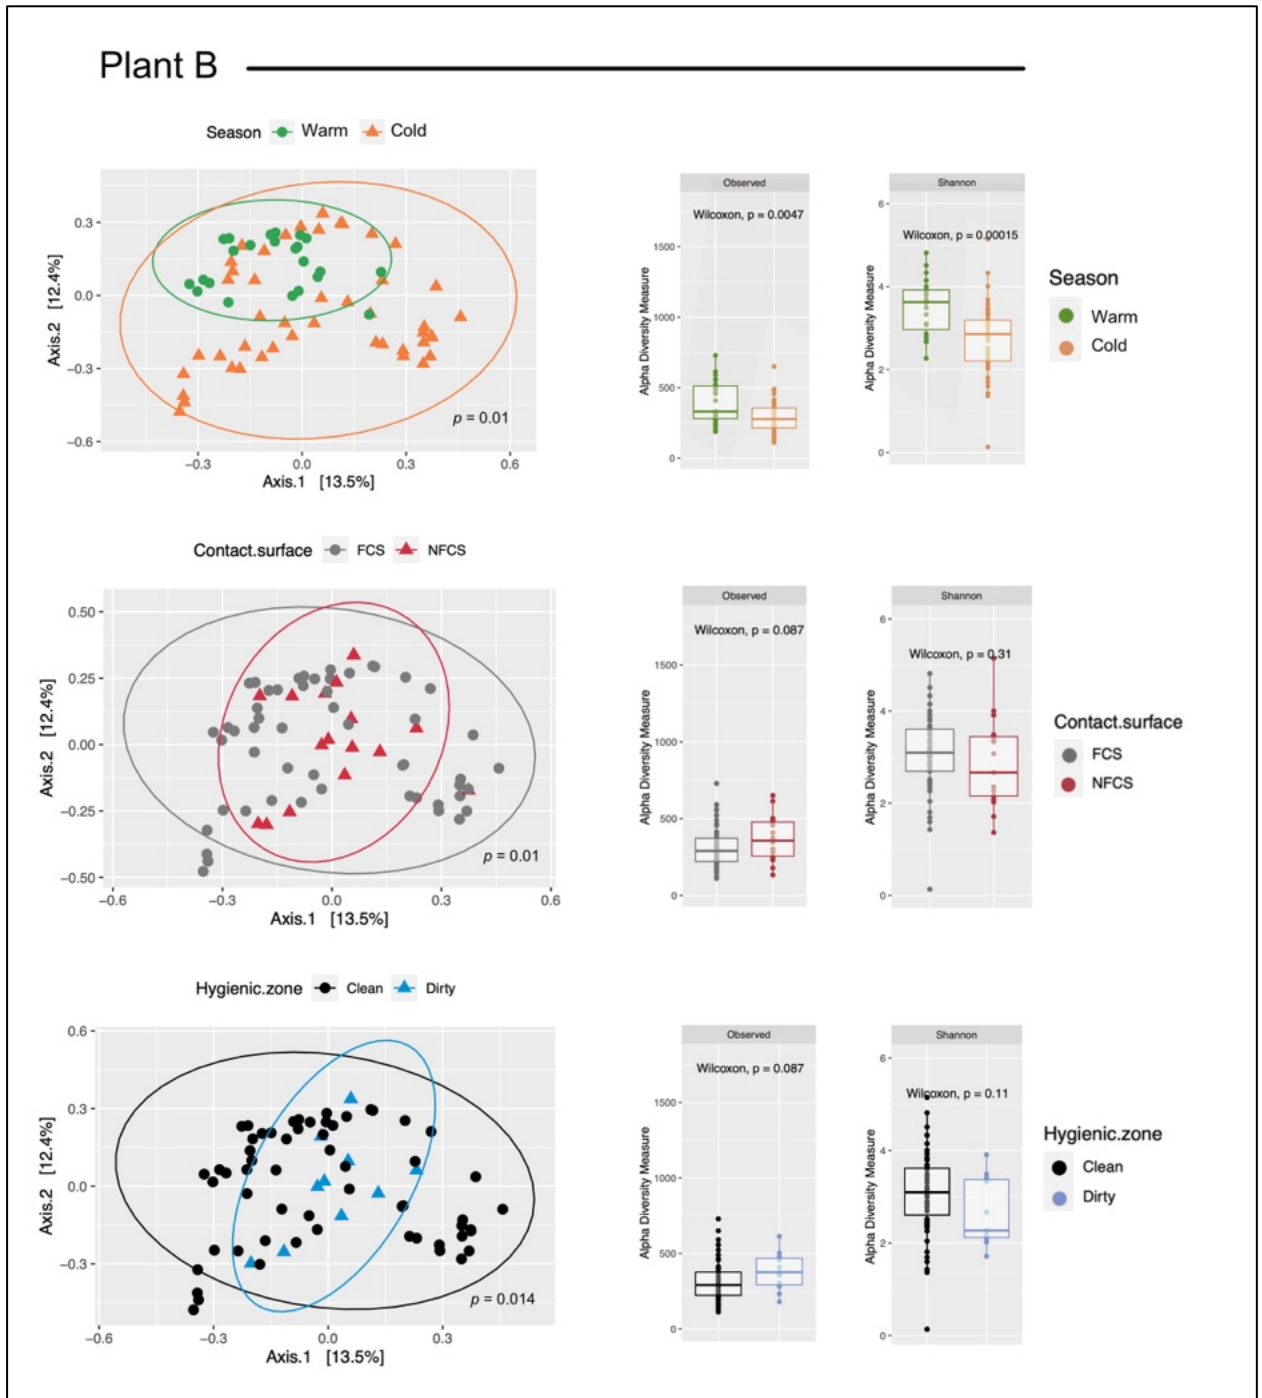 Plant B
Season Warm Cold
Axis.2 [12.4%]
0.3
0.0
−0.3
−0.6
−0.3 0.0 0.3 0.6
Axis.1 [13.5%]
p = 0.01
Observed
Wilcoxon, p = 0.0047
Alpha Diversity Measure
1500
1000
500
0
Shannon
Wilcoxon, p = 0.00015
Alpha Diversity Measure
6
4
2
0
Season
Warm
Cold
Contact.surface FCS NFCS
Axis.2 [12.4%]
0.50
0.25
0.00
−0.25
−0.50
−0.6 −0.3 0.0 0.3 0.6
Axis.1 [13.5%]
p = 0.01
Observed
Wilcoxon, p = 0.087
Alpha Diversity Measure
1500
1000
500
0
Shannon
Wilcoxon, p = 0.31
Alpha Diversity Measure
6
4
2
0
Contact.surface
FCS
NFCS
Hygienic.zone Clean Dirty
Axis.2 [12.4%]
0.6
0.3
0.0
−0.3
−0.6 −0.3 0.0 0.3
Axis.1 [13.5%]
p = 0.014
Observed
Wilcoxon, p = 0.087
Alpha Diversity Measure
1500
1000
500
0
Shannon
Wilcoxon, p = 0.11
Alpha Diversity Measure
6
4
2
0
Hygienic.zone
Clean
Dirty